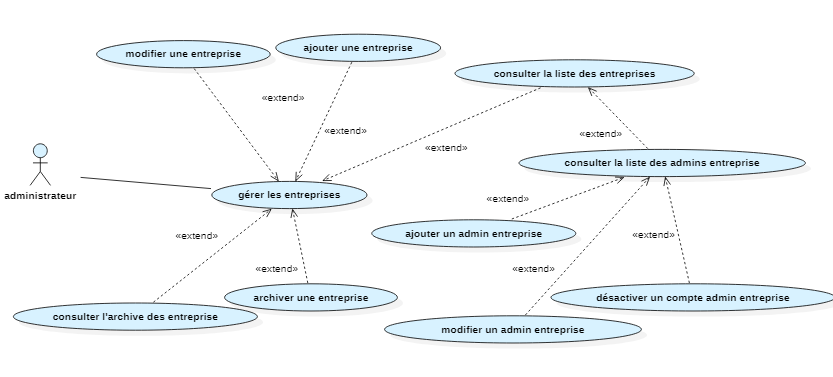 ajouter une entreprise
modifier une entreprise
consulter la liste des entreprises
«extend»
«extend»
«extend»
«extend»
consulter la liste des admins entreprise
administrateur
gérer les entreprises
«extend»
ajouter un admin entreprise
«extend»
«extend»
«extend»
«extend»
archiver une entreprise
désactiver un compte admin entreprise
consulter l'archive des entreprise
modifier un admin entreprise